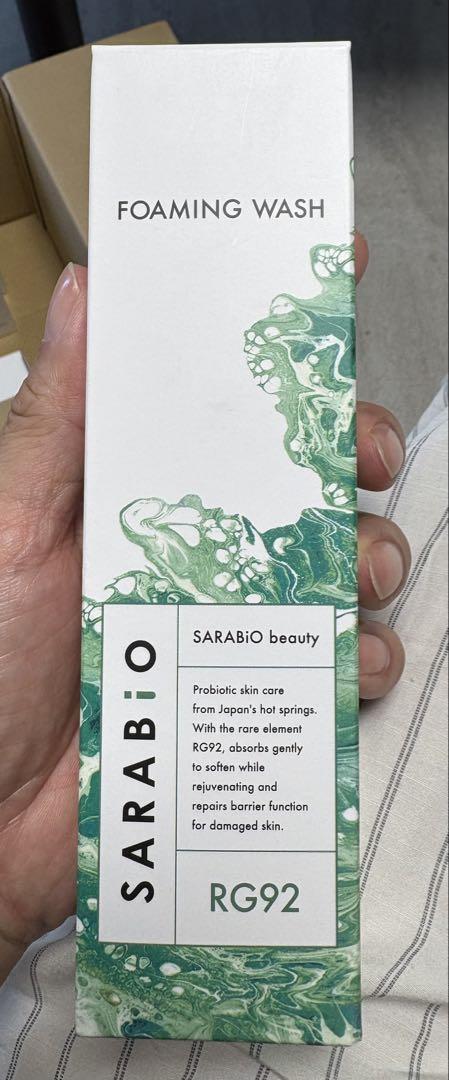 FOAMING WASH
SARABiO
SARABiO beauty
Probiotic skin care
from Japan's hot springs.
With the rare element
RG92, absorbs gently
to soften while
rejuvenating and
repairs barrier function
for damaged skin.
RG92